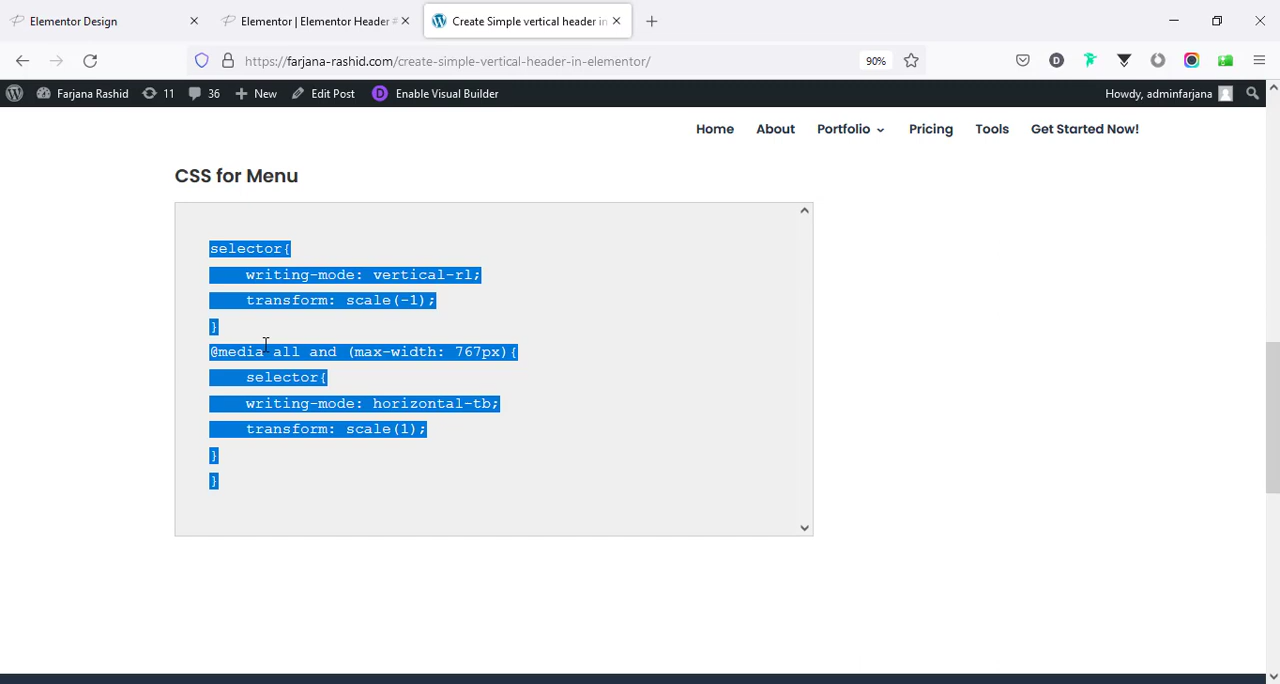 Elementor Design
Elementor | Elementor Header #
Create Simple vertical header in
https://farjana-rashid.com/create-simple-vertical-header-in-elementor/
90%
Farjana Rashid
11
36
New
Edit Post
D
Enable Visual Builder
Howdy, adminfarjana
Home
About
Portfolio
Pricing
Tools
Get Started Now!
CSS for Menu
selector{
writing-mode: vertical-rl;
transform: scale(-1);
}
@media all and (max-width: 767px){
selector{
writing-mode: horizontal-tb;
transform: scale(1);
}
}